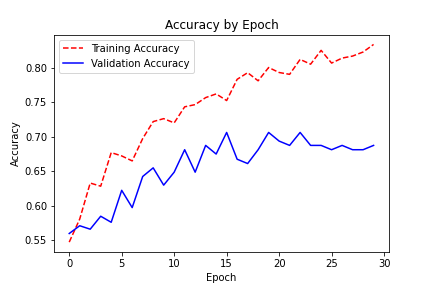 Accuracy by Epoch
Training Accuracy
Validation Accuracy
Accuracy
0.80
0.75
0.70
0.65
0.60
0.55
0 5 10 15 20 25 30
Epoch